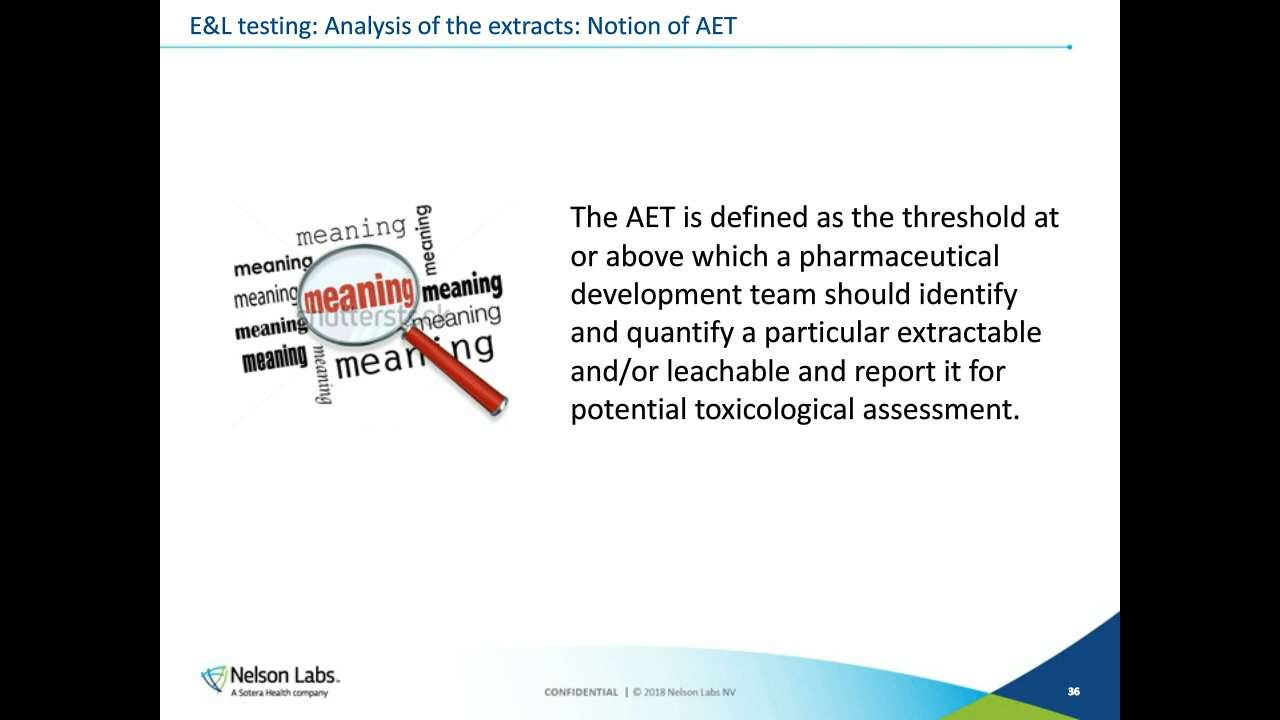 E&L testing: Analysis of the extracts: Notion of AET
meaning
meaning
meaning
meaning
meaning
meaning
meaning
meaning
meaning
meaning
meaning
shutterstock
The AET is defined as the threshold at
or above which a pharmaceutical
development team should identify
and quantify a particular extractable
and/or leachable and report it for
potential toxicological assessment.
Nelson Labs™
A Sotera Health company
CONFIDENTIAL | © 2018 Nelson Labs NV
36